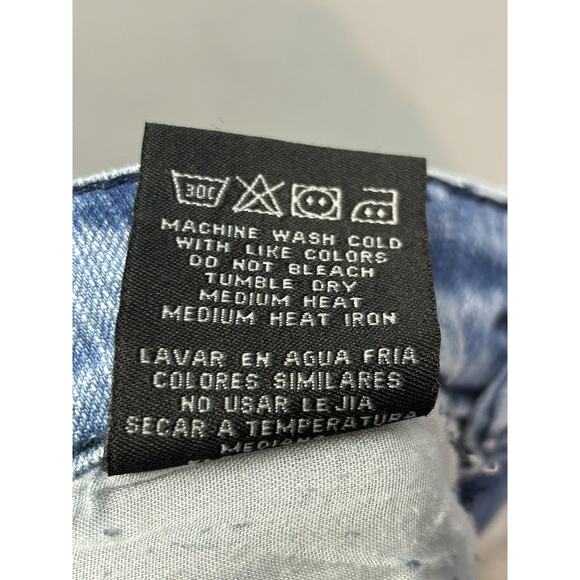 30C
MACHINE WASH COLD
WITH LIKE COLORS
DO NOT BLEACH
TUMBLE DRY
MEDIUM HEAT
MEDIUM HEAT IRON
LAVAR EN AGUA FRIA
COLORES SIMILARES
NO USAR LEJIA
SECAR A TEMPERATURA